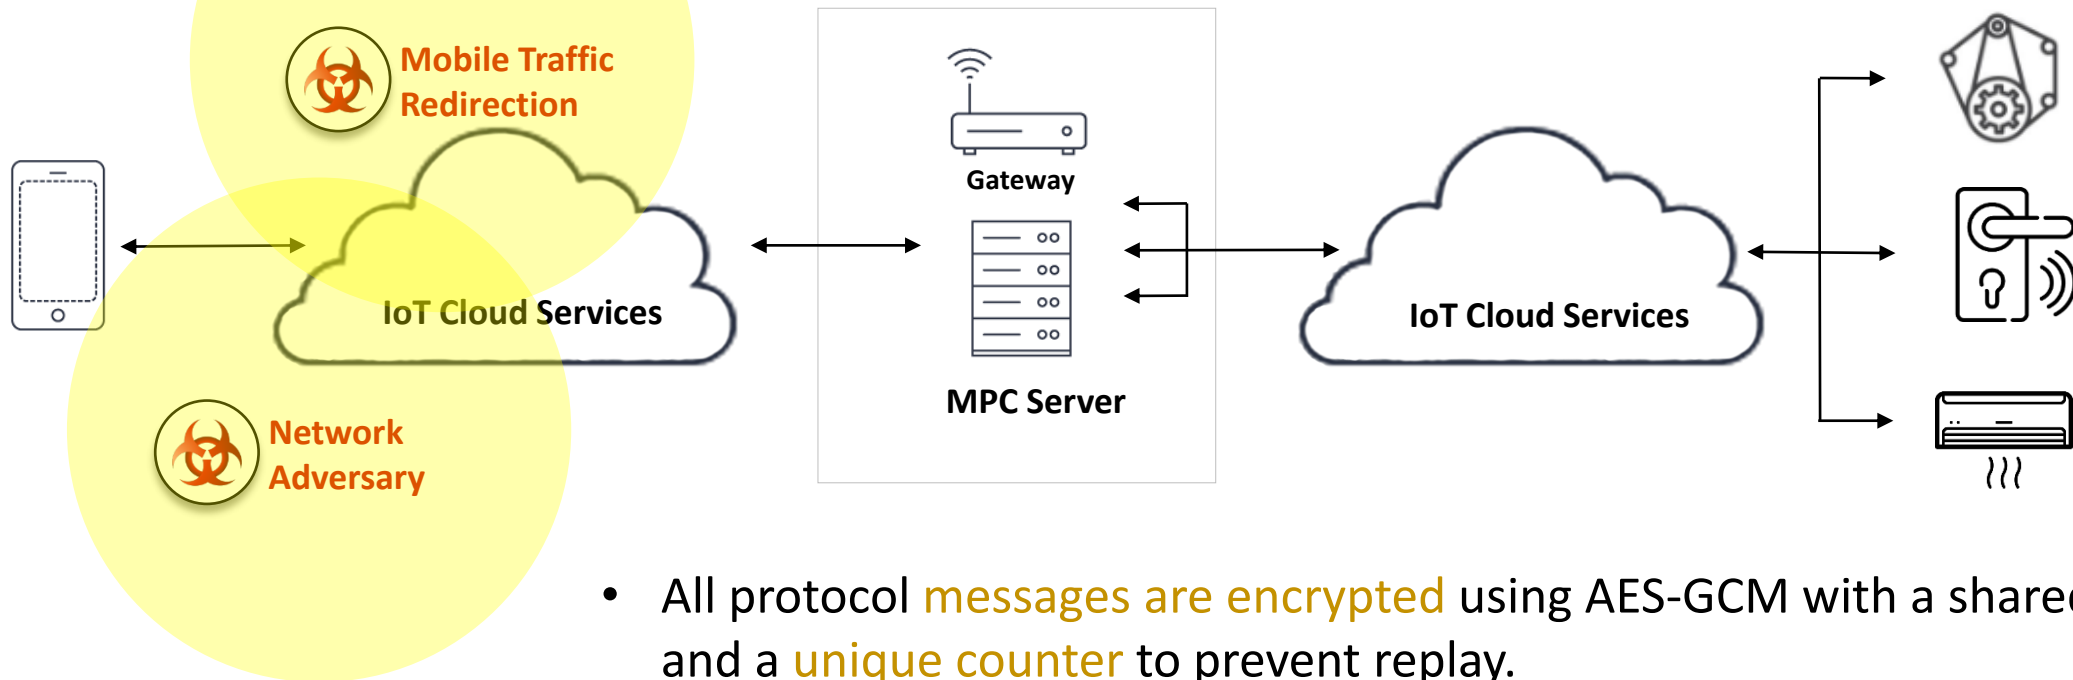 Mobile Traffic
Redirection
Gateway
IoT Cloud Services
IoT Cloud Services
MPC Server
Network
Adversary
• All protocol messages are encrypted using AES-GCM with a shared
and a unique counter to prevent replay.